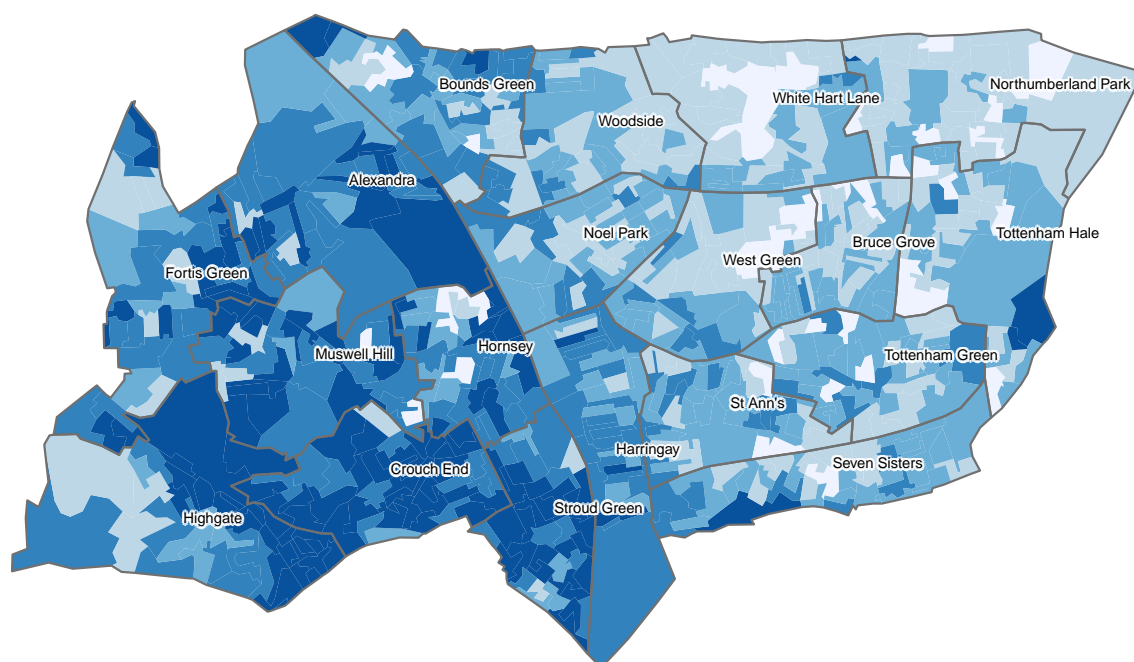 Bounds Green
White Hart Lane
Northumberland Park
Woodside
Alexandra
Noel Park
Tottenham Hale
Bruce Grove
West Green
Fortis Green
Hornsey
Muswell Hill
Tottenham Green
St Ann's
Harringay
Seven Sisters
Crouch End
Stroud Green
Highgate